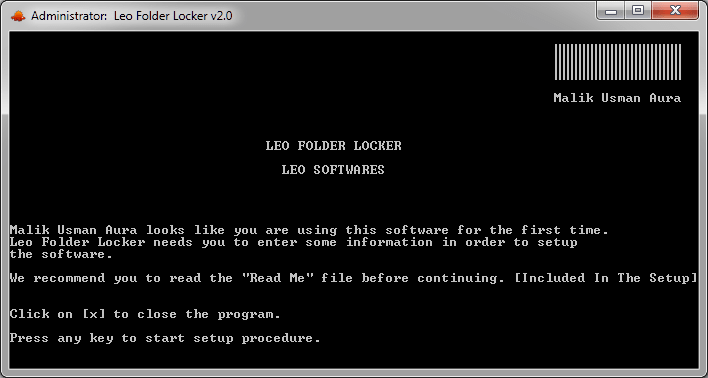 Administrator: Leo Folder Locker v2.0
Malik Usman Aura
LEO FOLDER LOCKER
LEO SOFTWARES
Malik Usman Aura looks like you are using this software for the first time.
Leo Folder Locker needs you to enter some information in order to setup
the software.
We recommend you to read the "Read Me" file before continuing. [Included In The Setup]
Click on [x] to close the program.
Press any key to start setup procedure.